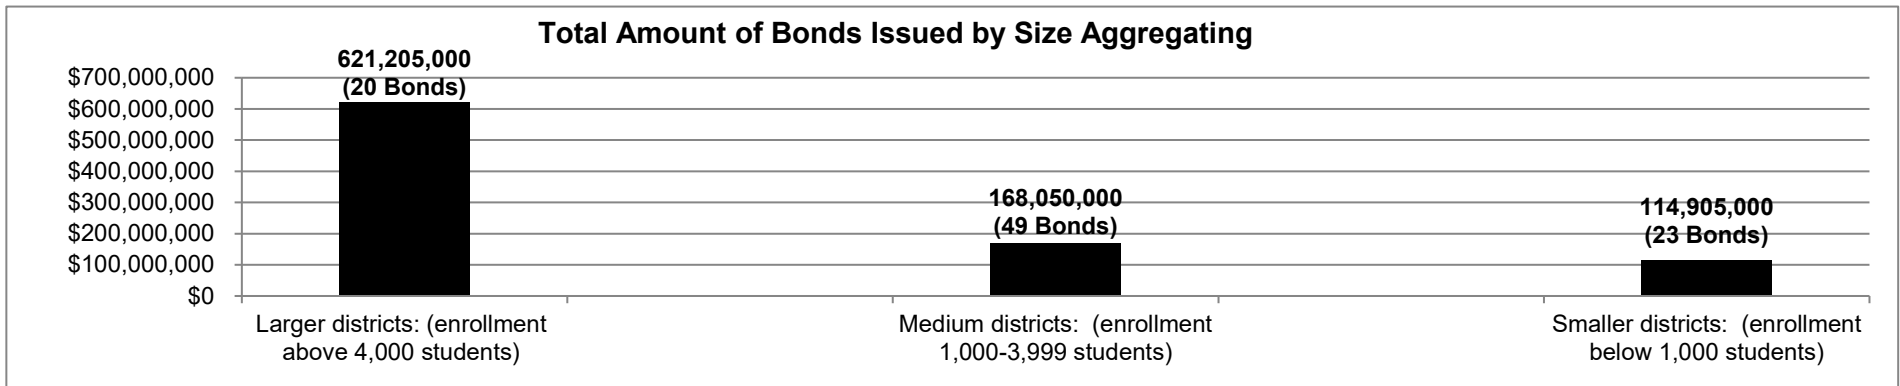 Total Amount of Bonds Issued by Size Aggregating
621,205,000
(20 Bonds)
168,050,000
(49 Bonds)
114,905,000
(23 Bonds)
$700,000,000
$600,000,000
$500,000,000
$400,000,000
$300,000,000
$200,000,000
$100,000,000
$0
Larger districts: (enrollment
above 4,000 students)
Medium districts:  (enrollment
1,000-3,999 students)
Smaller districts:  (enrollment
below 1,000 students)